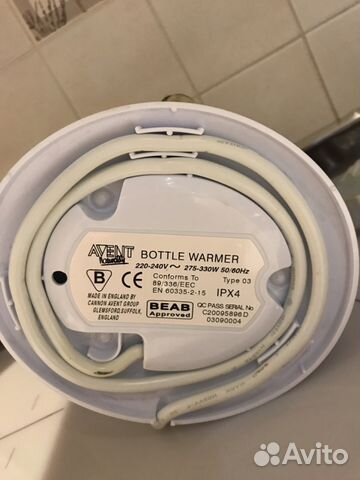 AVENT
BOTTLE WARMER
220-240V ~ 275-330W 50/60Hz
Conforms To
89/336/EEC
EN 60335-2-15
Type 03
IPX4
B
MADE IN ENGLAND BY
CANNON AVENT GROUP
GLEMSFORD,SUFFOLK,
ENGLAND
BEAB
Approved
QC PASS SERIAL No
C20095896D
03090004
Avito